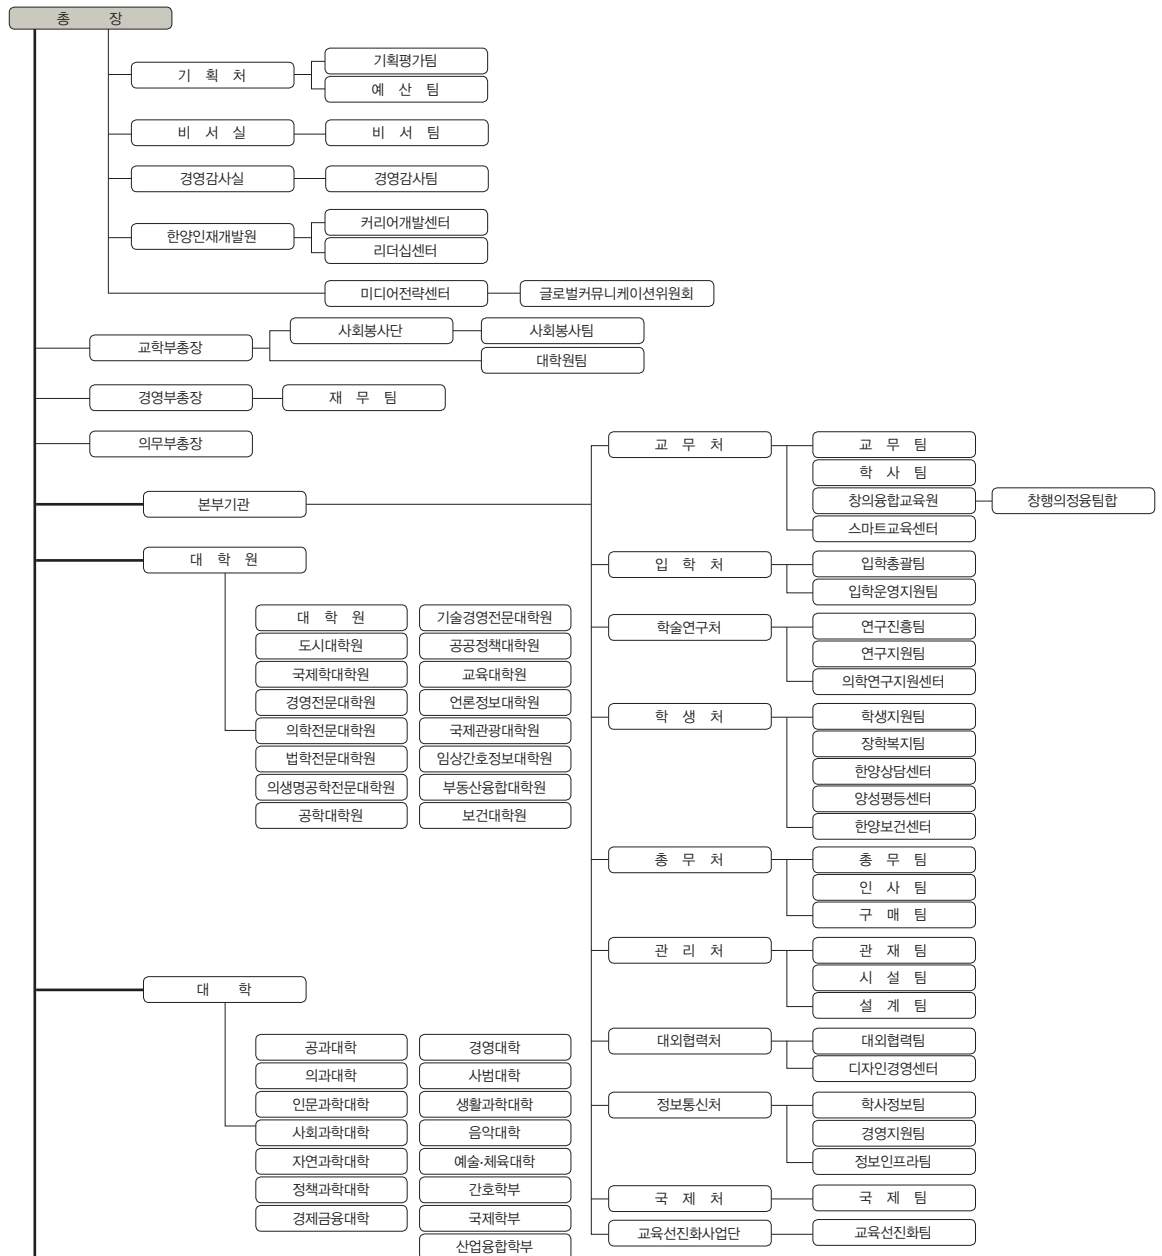 총 장
기 획 처
기획평가팀
예 산 팀
비 서 실
비 서 팀
경영감사실
경영감사팀
한양인재개발원
커리어개발센터
리더십센터
미디어전략센터
글로벌커뮤니케이션위원회
교학부총장
사회봉사단
사회봉사팀
대학원팀
경영부총장
재 무 팀
의무부총장
본부기관
교 무 처
교 무 팀
학 사 팀
창의융합교육원
창행의정융팀합
스마트교육센터
입 학 처
입학총괄팀
입학운영지원팀
학술연구처
연구진흥팀
연구지원팀
의학연구지원센터
학 생 처
학생지원팀
장학복지팀
한양상담센터
양성평등센터
한양보건센터
총 무 처
총 무 팀
인 사 팀
구 매 팀
관 리 처
관 재 팀
시 설 팀
설 계 팀
대외협력처
대외협력팀
디자인경영센터
정보통신처
학사정보팀
경영지원팀
정보인프라팀
국 제 처
국 제 팀
교육선진화사업단
교육선진화팀
대 학 원
대 학 원
도시대학원
국제학대학원
경영전문대학원
의학전문대학원
법학전문대학원
의생명공학전문대학원
공학대학원
기술경영전문대학원
공공정책대학원
교육대학원
언론정보대학원
국제관광대학원
임상간호정보대학원
부동산융합대학원
보건대학원
대 학
공과대학
의과대학
인문과학대학
사회과학대학
자연과학대학
정책과학대학
경제금융대학
경영대학
사범대학
생활과학대학
음악대학
예술·체육대학
간호학부
국제학부
산업융합학부